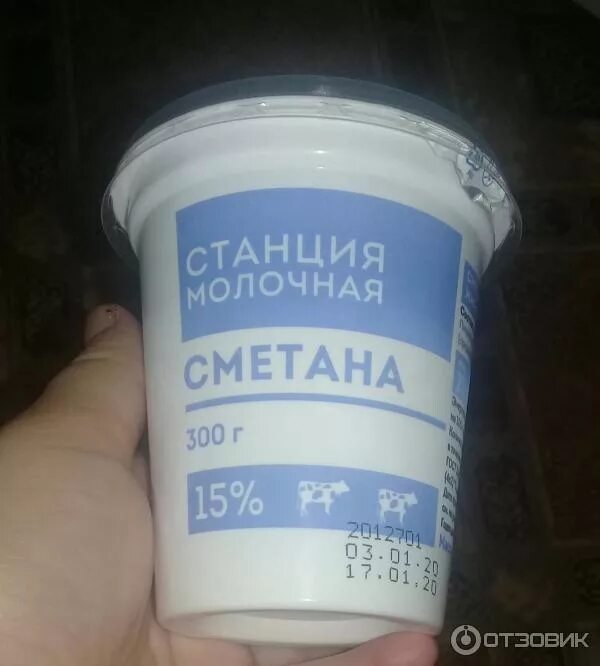 СТАНЦИЯ
МОЛОЧНАЯ
СМЕТАНА
300 г
15%
2012701
03.01.20
17.01.20
ОТЗОВИК